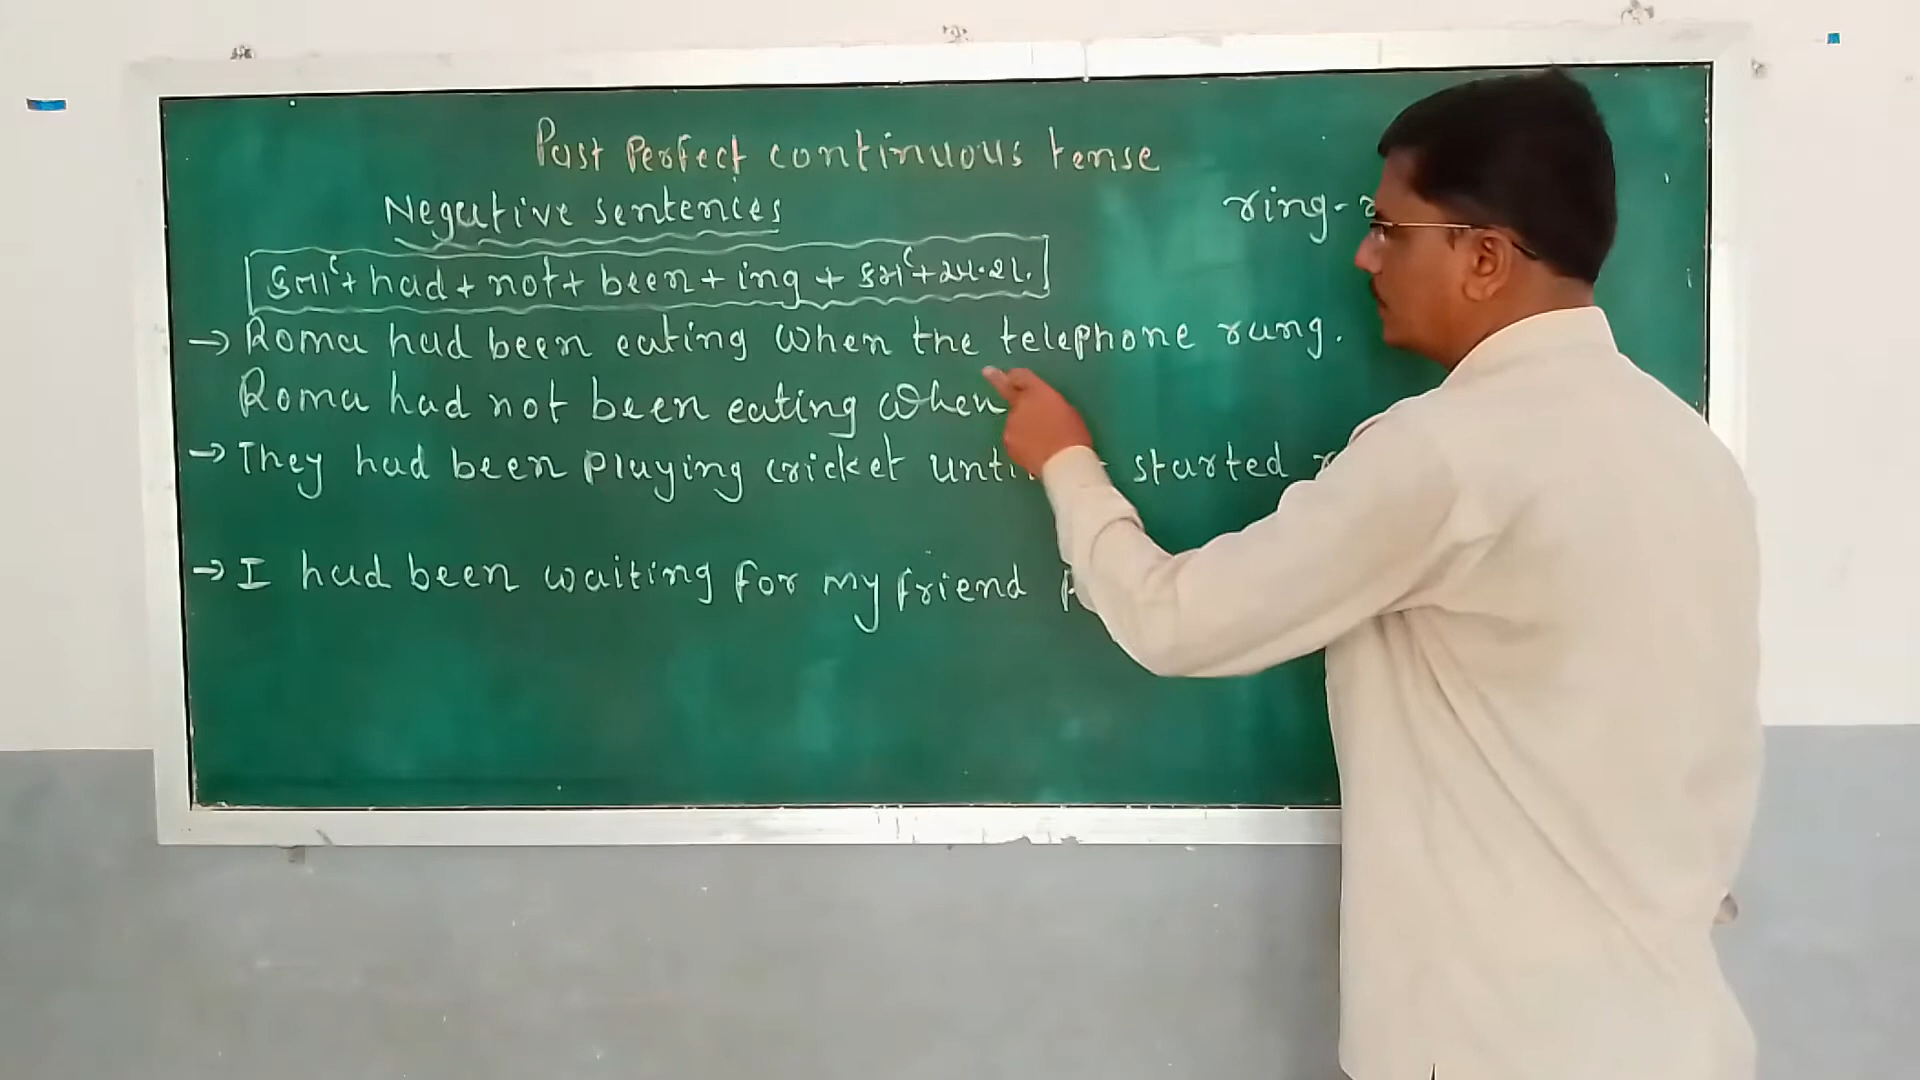 Past Perfect continuous tense
Negative sentences
ring-
કર્તા + had + not + been + ing + કર્મ + સમ.શ.
→ Roma had been eating when the telephone rang.
Roma had not been eating when
→ They had been playing cricket started
→ I had been waiting for my friend